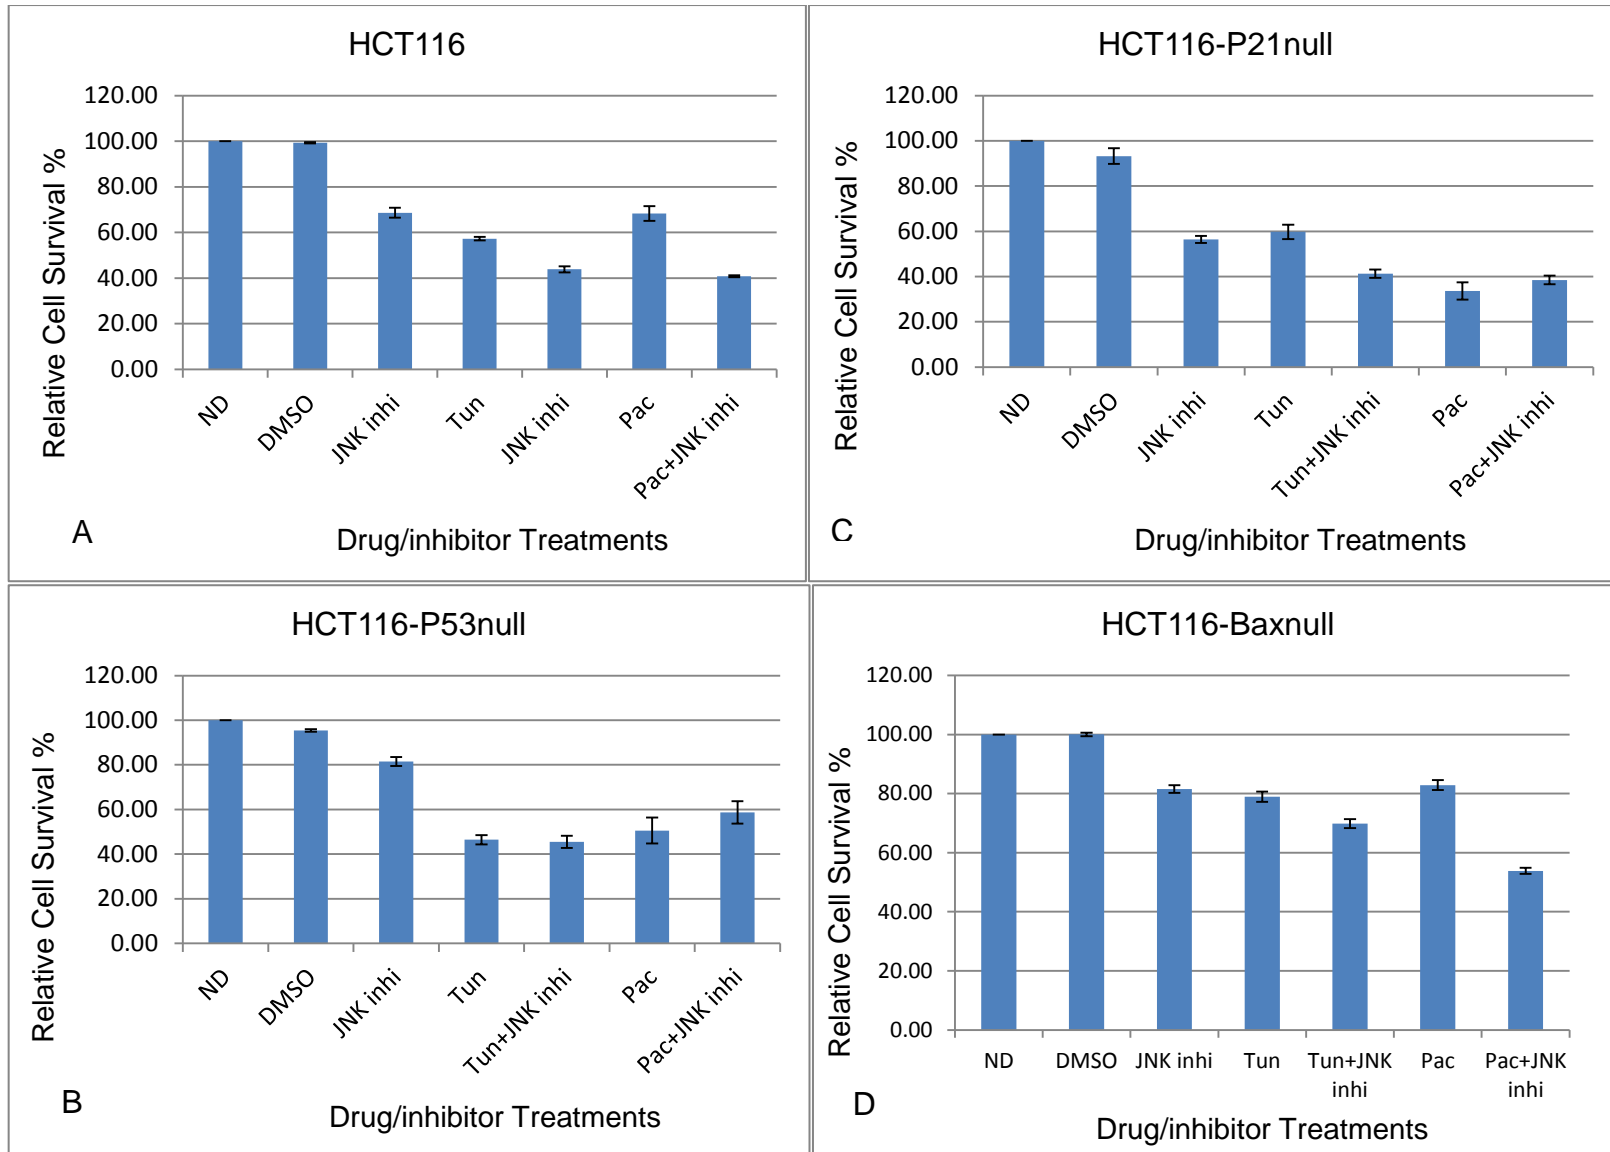 HCT116
Relative Cell Survival %
120.00
100.00
80.00
60.00
40.00
20.00
0.00
ND
DMSO
JNK inhi
Tun
JNK inhi
Pac
Pac+JNK inhi
A
Drug/inhibitor Treatments
HCT116-P21null
Relative Cell Survival %
120.00
100.00
80.00
60.00
40.00
20.00
0.00
ND
DMSO
JNK inhi
Tun
Tun+JNK inhi
Pac
Pac+JNK inhi
C
Drug/inhibitor Treatments
HCT116-P53null
Relative Cell Survival %
120.00
100.00
80.00
60.00
40.00
20.00
0.00
ND
DMSO
JNK inhi
Tun
Tun+JNK inhi
Pac
Pac+JNK inhi
B
Drug/inhibitor Treatments
HCT116-Baxnull
Relative Cell Survival %
120.00
100.00
80.00
60.00
40.00
20.00
0.00
ND
DMSO
JNK inhi
Tun
Tun+JNK
inhi
Pac
Pac+JNK
inhi
D
Drug/inhibitor Treatments